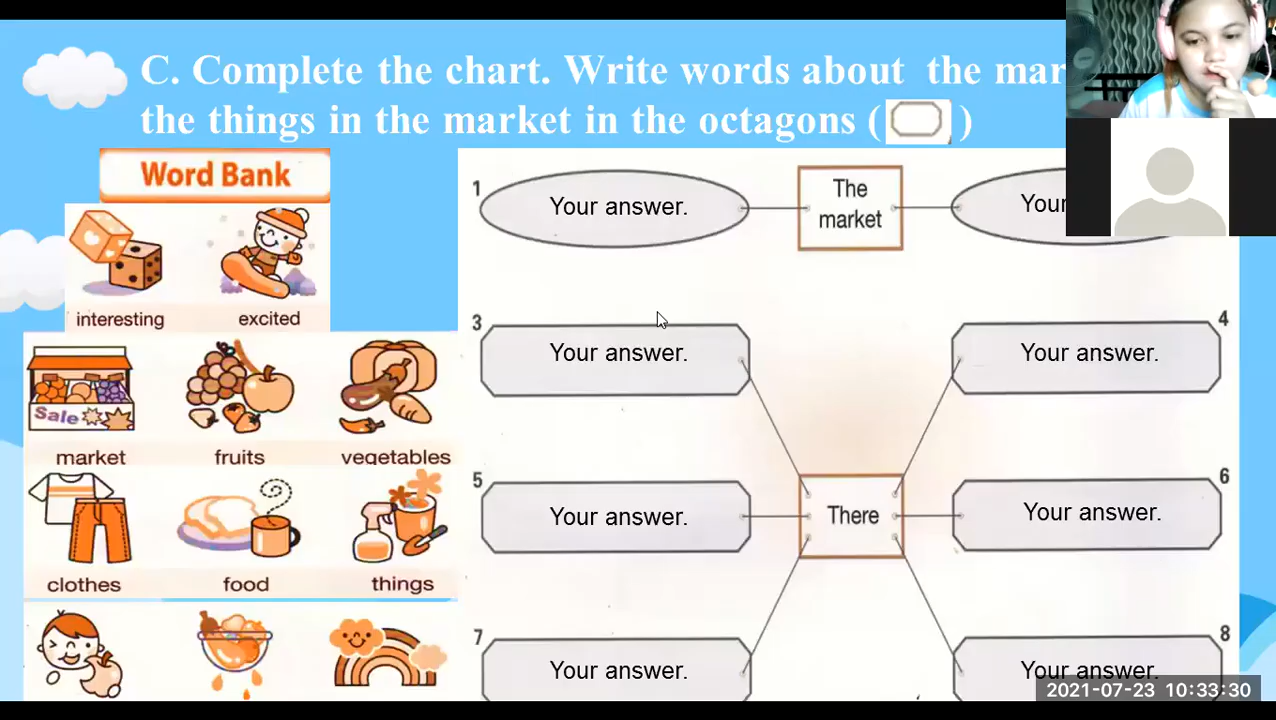 C. Complete the chart. Write words about the mar
the things in the market in the octagons ( )
Word Bank
interesting
excited
market
fruits
vegetables
clothes
food
things
Sale
1
Your answer.
The
market
Your
3
Your answer.
4
Your answer.
5
Your answer.
There
6
Your answer.
7
Your answer.
8
Your answer.
2021-07-23 10:33:30